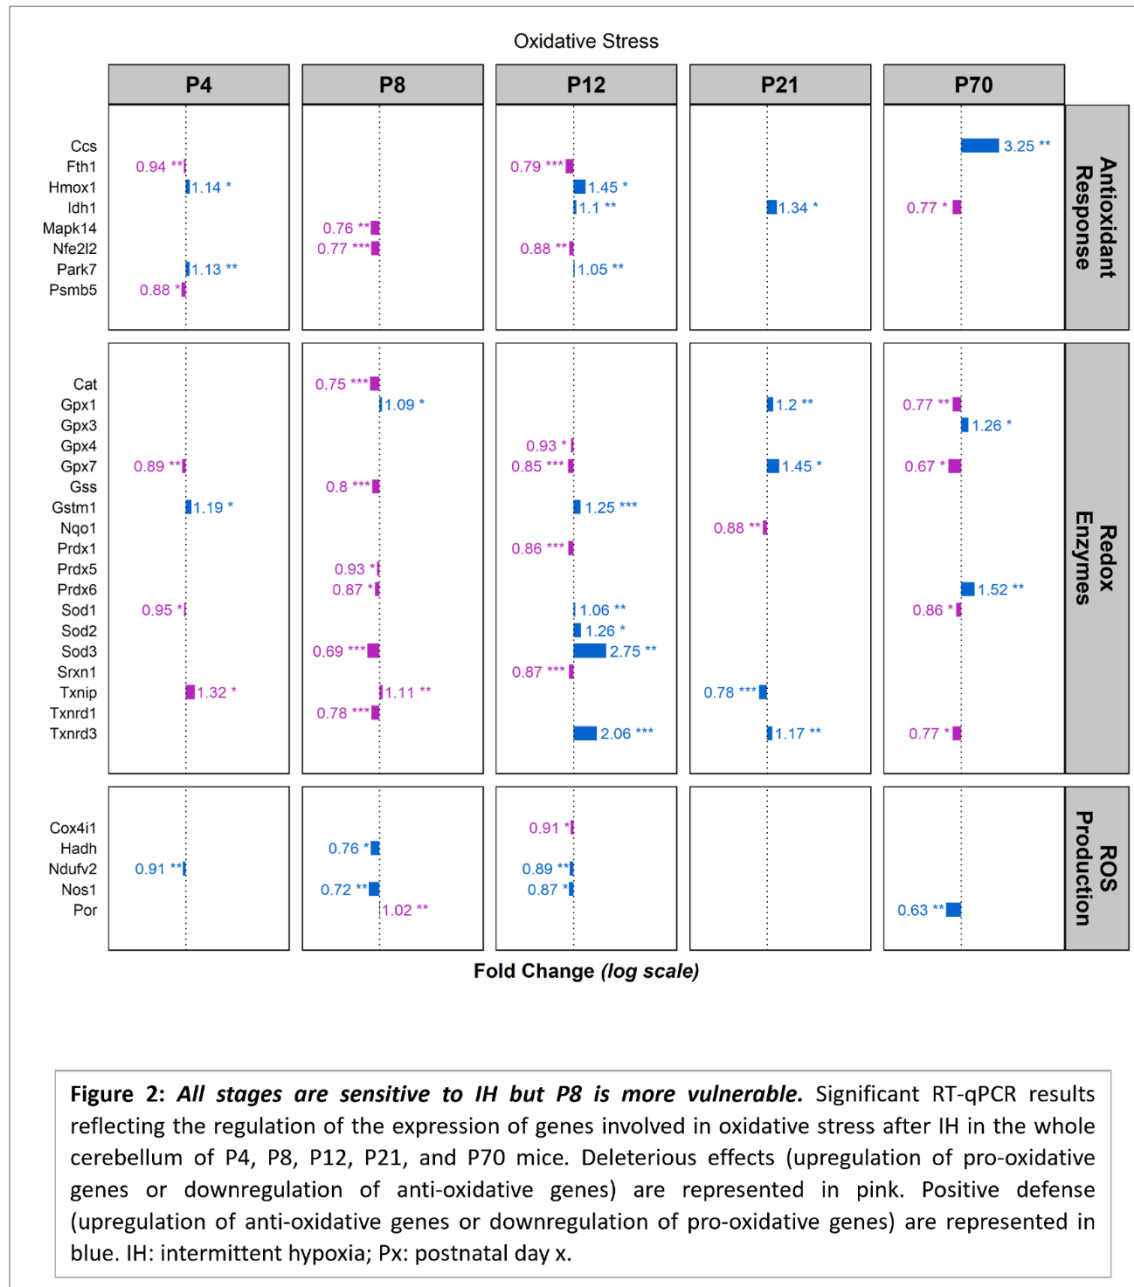 Oxidative Stress
P4 P8 P12 P21 P70
Antioxidant
Response
Ccs 3.25 **
Fth1 0.94 ** 0.79 ***
Hmox1 1.14 * 1.45 *
Idh1 1.1 ** 1.34 * 0.77 *
Mapk14 0.76 **
Nfe2l2 0.77 *** 0.88 **
Park7 1.13 ** 1.05 **
Psmb5 0.88 *
Redox
Enzymes
Cat 0.75 ***
Gpx1 1.09 * 1.2 ** 0.77 **
Gpx3 1.26 *
Gpx4 0.93 *
Gpx7 0.89 ** 0.85 *** 1.45 * 0.67 *
Gss 0.8 ***
Gstm1 1.19 * 1.25 ***
Nqo1 0.88 **
Prdx1 0.86 ***
Prdx5 0.93 *
Prdx6 0.87 * 1.52 **
Sod1 0.95 * 1.06 ** 0.86 *
Sod2 1.26 *
Sod3 0.69 *** 2.75 **
Srxn1 0.87 ***
Txnip 1.32 * 1.11 ** 0.78 ***
Txnrd1 0.78 ***
Txnrd3 2.06 *** 1.17 ** 0.77 *
ROS
Production
Cox4i1 0.91 *
Hadh 0.76 *
Ndufv2 0.91 ** 0.89 **
Nos1 0.72 ** 0.87 *
Por 1.02 ** 0.63 **
Fold Change (log scale)
Figure 2: All stages are sensitive to IH but P8 is more vulnerable. Significant RT-qPCR results
reflecting the regulation of the expression of genes involved in oxidative stress after IH in the whole
cerebellum of P4, P8, P12, P21, and P70 mice. Deleterious effects (upregulation of pro-oxidative
genes or downregulation of anti-oxidative genes) are represented in pink. Positive defense
(upregulation of anti-oxidative genes or downregulation of pro-oxidative genes) are represented in
blue. IH: intermittent hypoxia; Px: postnatal day x.